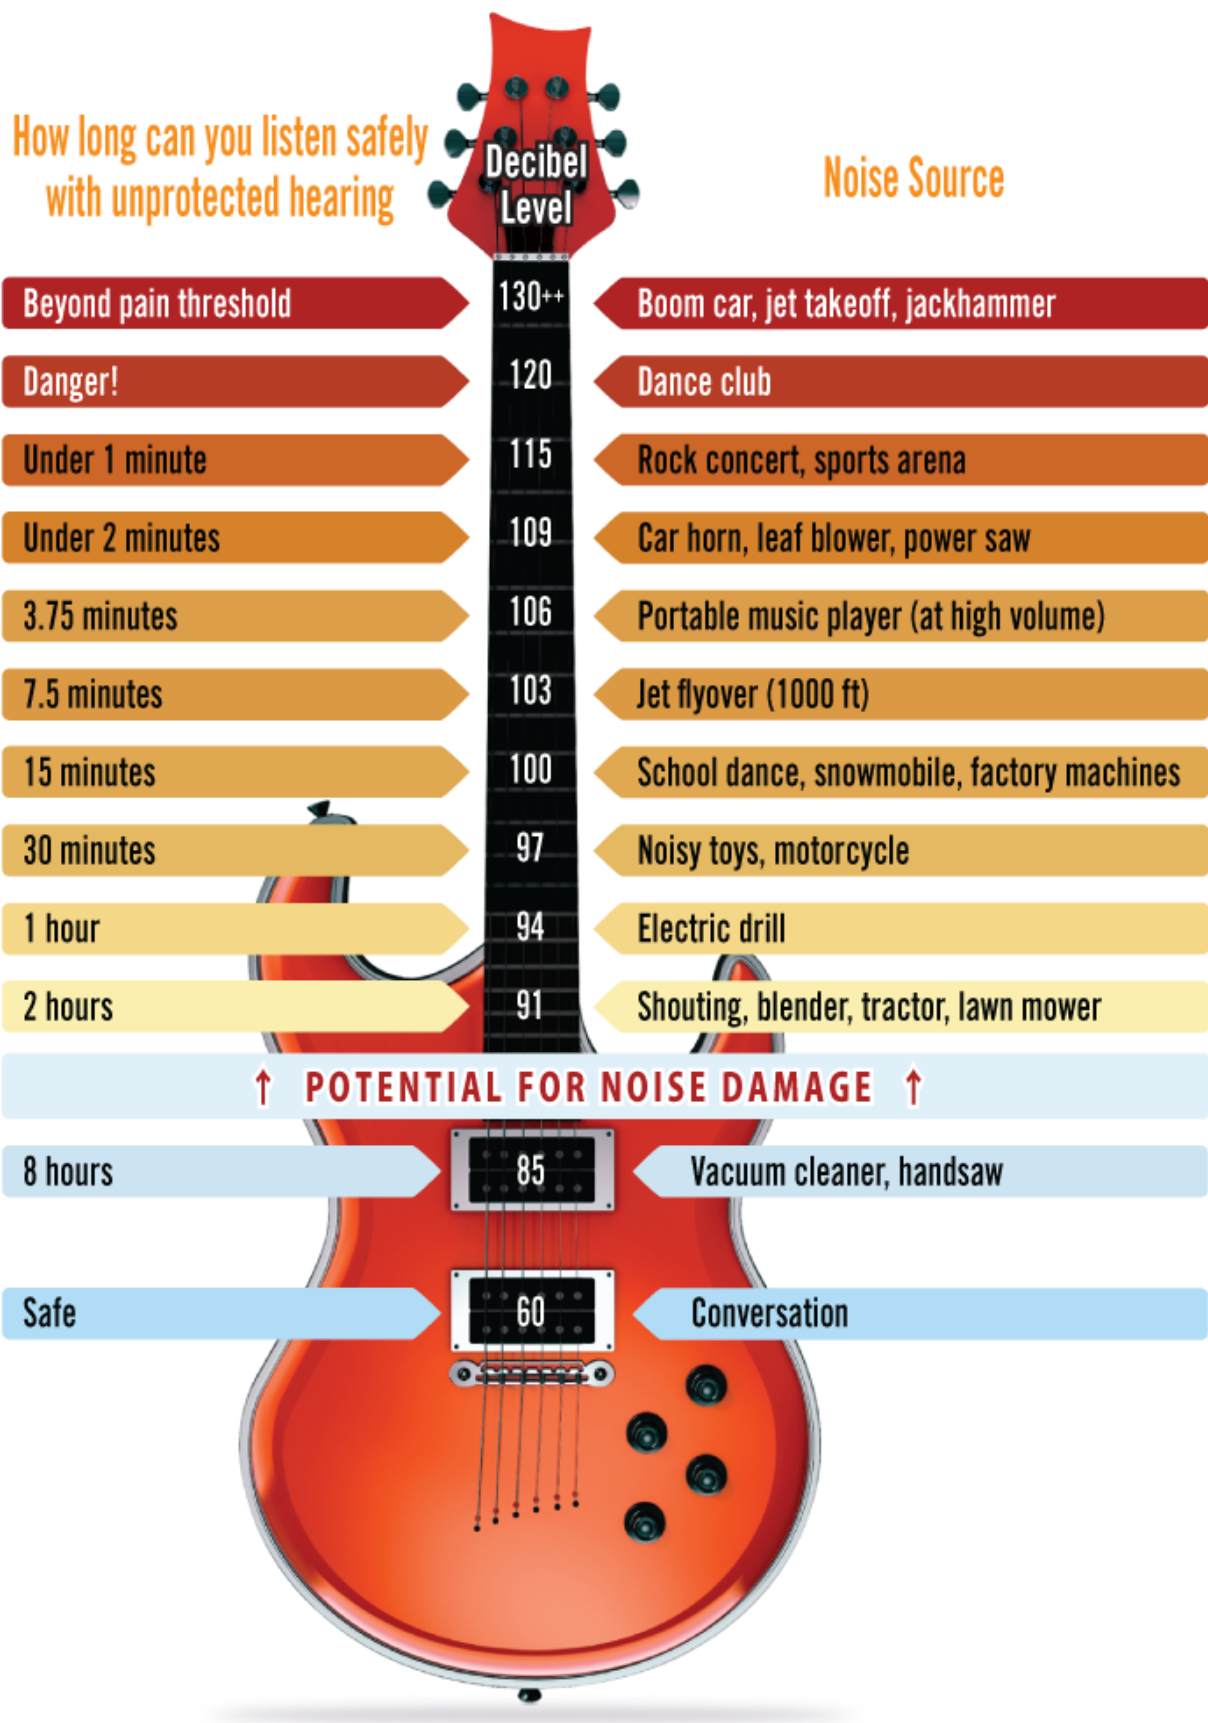 How long can you listen safely
with unprotected hearing
Decibel
Level
Noise Source
Beyond pain threshold 130++ Boom car, jet takeoff, jackhammer
Danger! 120 Dance club
Under 1 minute 115 Rock concert, sports arena
Under 2 minutes 109 Car horn, leaf blower, power saw
3.75 minutes 106 Portable music player (at high volume)
7.5 minutes 103 Jet flyover (1000 ft)
15 minutes 100 School dance, snowmobile, factory machines
30 minutes 97 Noisy toys, motorcycle
1 hour 94 Electric drill
2 hours 91 Shouting, blender, tractor, lawn mower
↑ POTENTIAL FOR NOISE DAMAGE ↑
8 hours 85 Vacuum cleaner, handsaw
Safe 60 Conversation